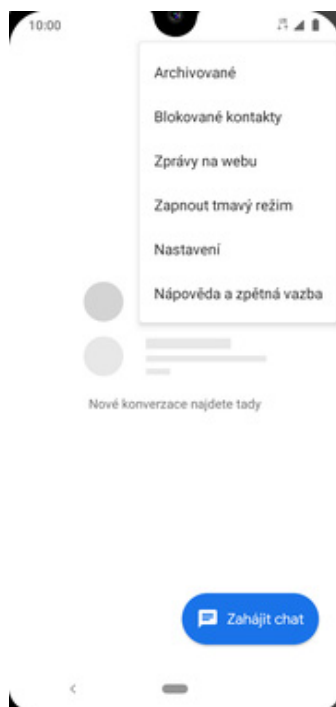 10:00
Archivované
Blokované kontakty
Zprávy na webu
Zapnout tmavý režim
Nastavení
Nápověda a zpětná vazba
Nové konverzace najdete tady
Zahájit chat